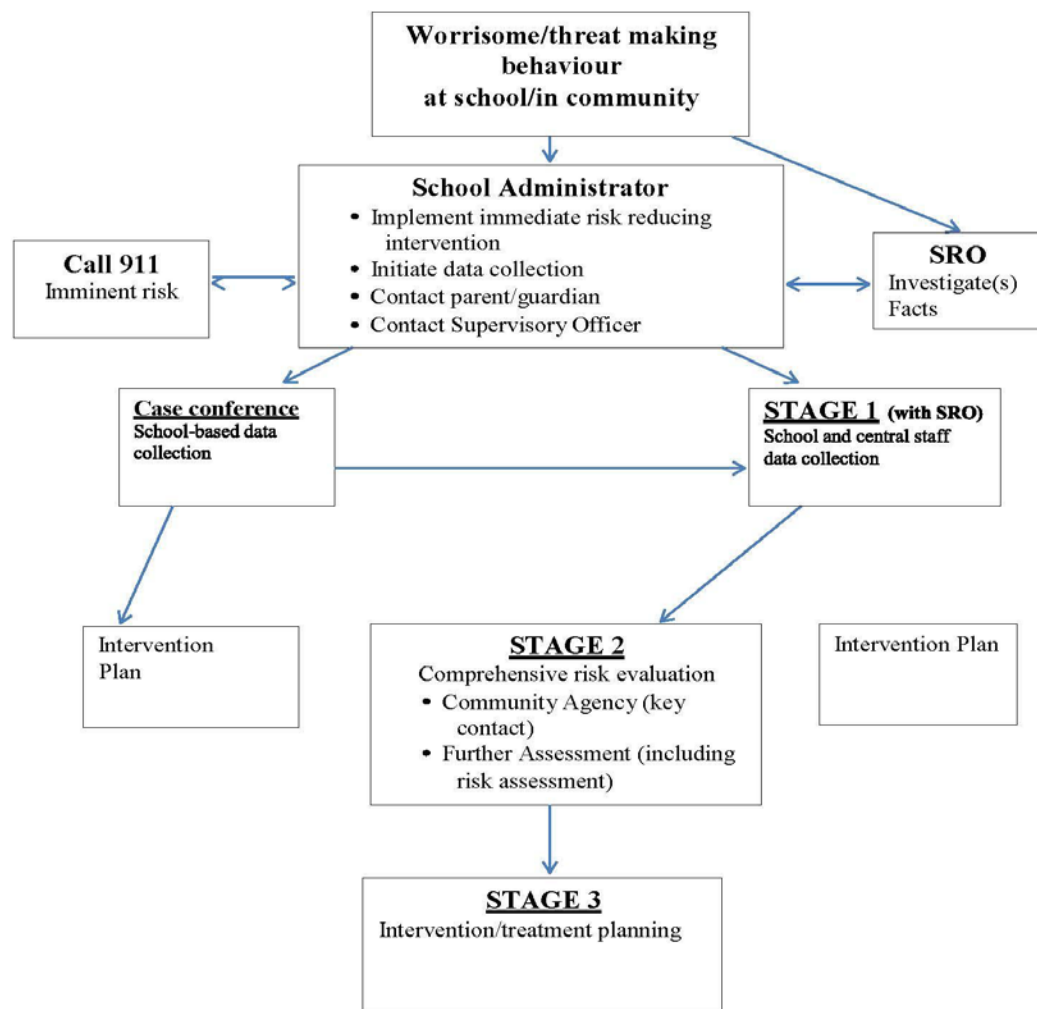 Worrisome/threat making
behaviour
at school/in community
School Administrator
• Implement immediate risk reducing
intervention
• Initiate data collection
• Contact parent/guardian
• Contact Supervisory Officer
Call 911
Imminent risk
SRO
Investigate(s)
Facts
Case conference
School-based data
collection
STAGE 1 (with SRO)
School and central staff
data collection
Intervention
Plan
STAGE 2
Comprehensive risk evaluation
• Community Agency (key
contact)
• Further Assessment (including
risk assessment)
Intervention Plan
STAGE 3
Intervention/treatment planning